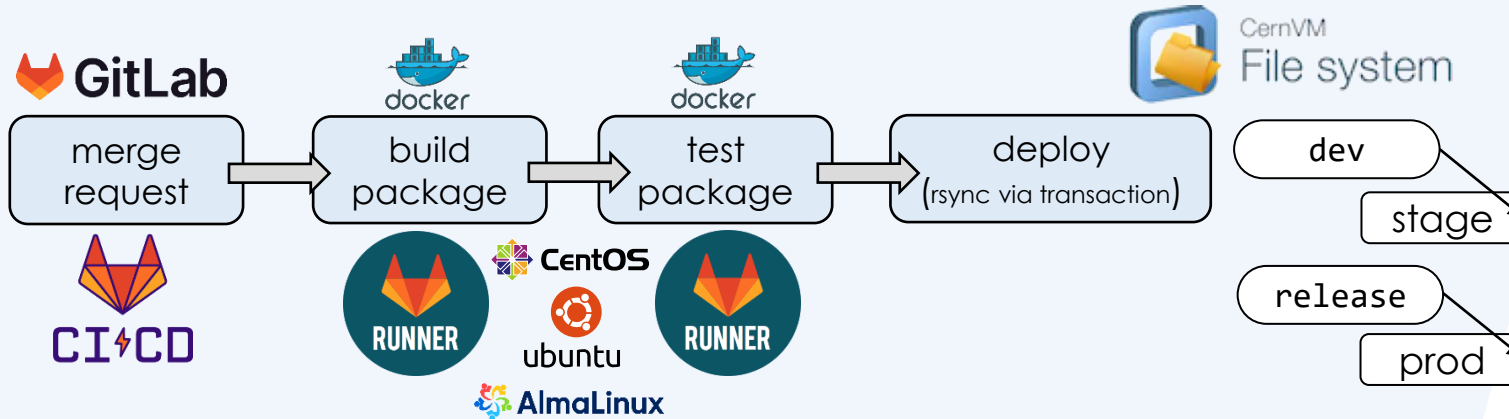 GitLab
docker
docker
CernVM
File system
merge
request
build
package
test
package
deploy
(rsync via transaction)
dev
stage
release
prod
CI CD
RUNNER
CentOS
ubuntu
AlmaLinux
RUNNER